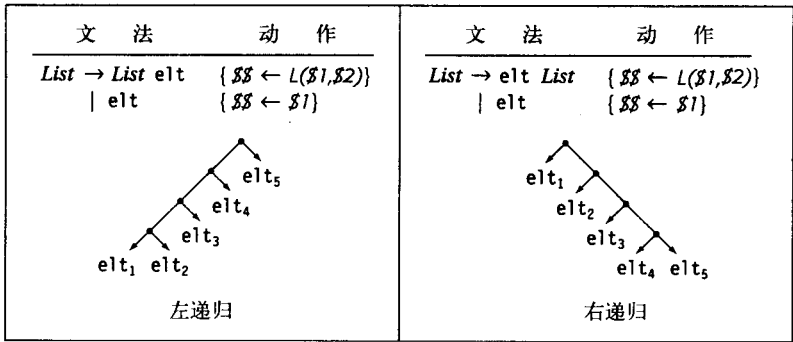 文 法 动 作
List → List elt { $$ ← L($1,$2)}
| elt { $$ ← $1}
elt5
elt4
elt3
elt1 elt2
左递归
文 法 动 作
List → elt List { $$ ← L($1,$2)}
| elt { $$ ← $1}
elt1
elt2
elt3
elt4 elt5
右递归